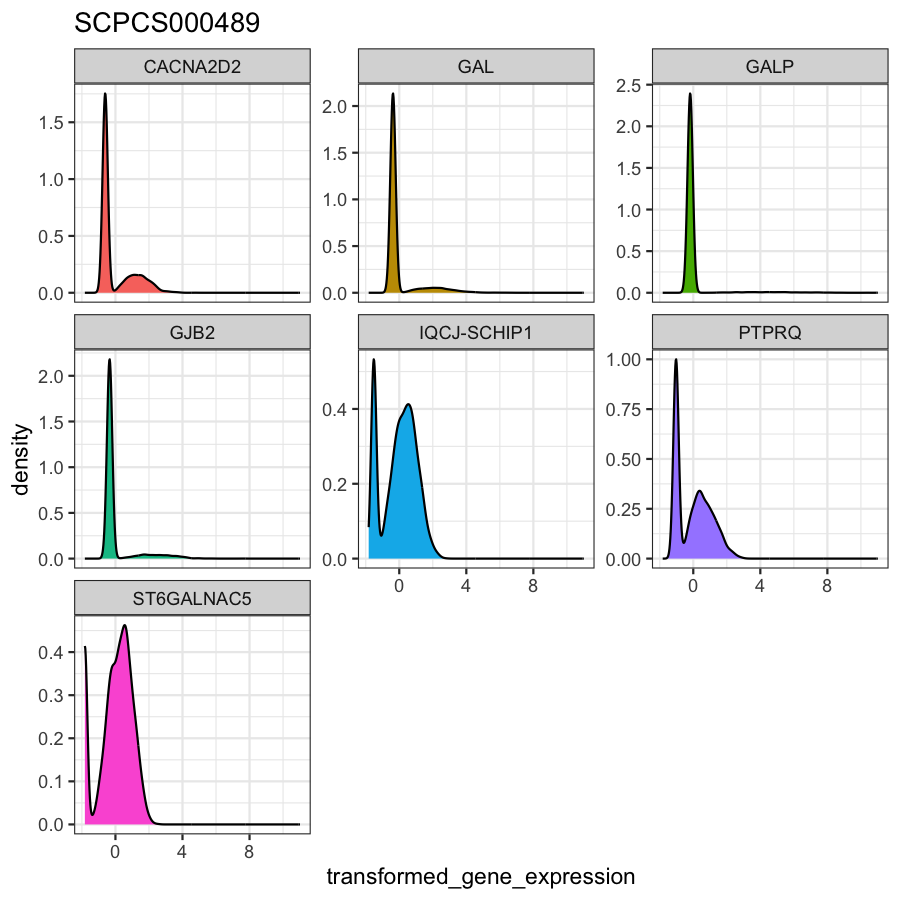 SCPCS000489
CACNA2D2 GAL GALP
1.5 1.0 0.5 0.0
2.0 1.5 1.0 0.5 0.0
2.5 2.0 1.5 1.0 0.5 0.0
GJB2 IQCJ-SCHIP1 PTPRQ
density
2.0 1.5 1.0 0.5 0.0
0.4 0.2 0.0
1.00 0.75 0.50 0.25 0.00
0 4 8
0 4 8
ST6GALNAC5
0.4 0.3 0.2 0.1 0.0
0 4 8
transformed_gene_expression